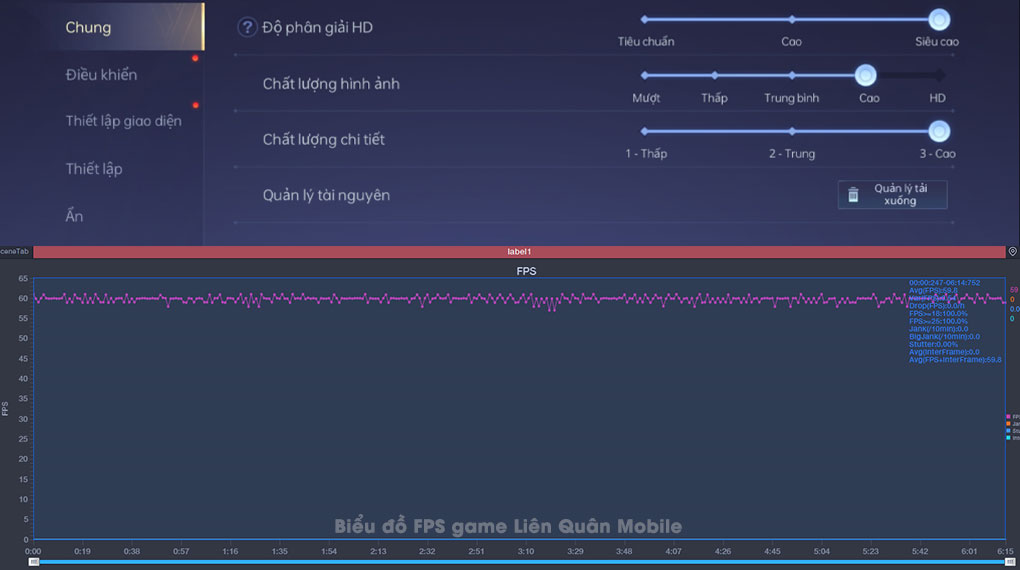 Chung
Điều khiển
Thiết lập giao diện
Thiết lập
Ẩn
? Độ phân giải HD
Tiêu chuẩn Cao Siêu cao
Chất lượng hình ảnh
Mượt Thấp Trung bình Cao HD
Chất lượng chi tiết
1 - Thấp 2 - Trung 3 - Cao
Quản lý tài nguyên
Quản lý tải
xuống
ceneTab
label1
FPS
65
60
55
50
45
40
35
30
25
20
15
10
5
0
FPS
00:00:247-06:14:752
Avg(FPS):59.8
Drop(FPS):0.0/h
FPS>=18:100.0%
FPS>=25:100.0%
Jank(/10min):0.0
BigJank(/10min):0.0
Stutter:0.00%
Avg(InterFrame):0.0
Avg(FPS+InterFrame):59.8
59
0
0.0
0
Biểu đồ FPS game Liên Quân Mobile
0:00 0:19 0:38 0:57 1:16 1:35 1:54 2:13 2:32 2:51 3:10 3:29 3:48 4:07 4:26 4:45 5:04 5:23 5:42 6:01 6:15